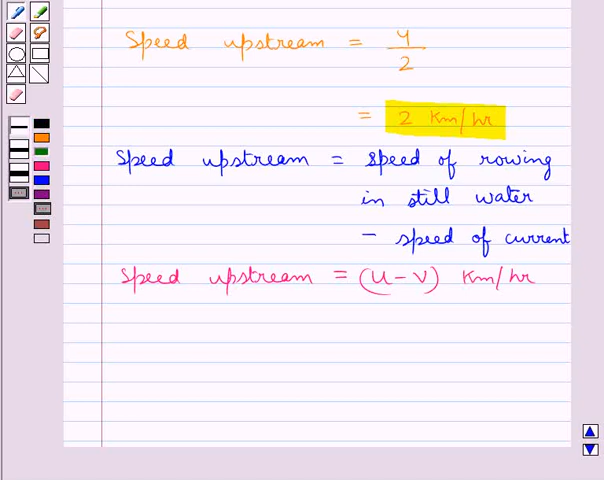 Speed upstream = 4
2
= 2 Km/hr
Speed upstream = speed of rowing
in still water
- speed of current
Speed upstream = (u-v) Km/hr